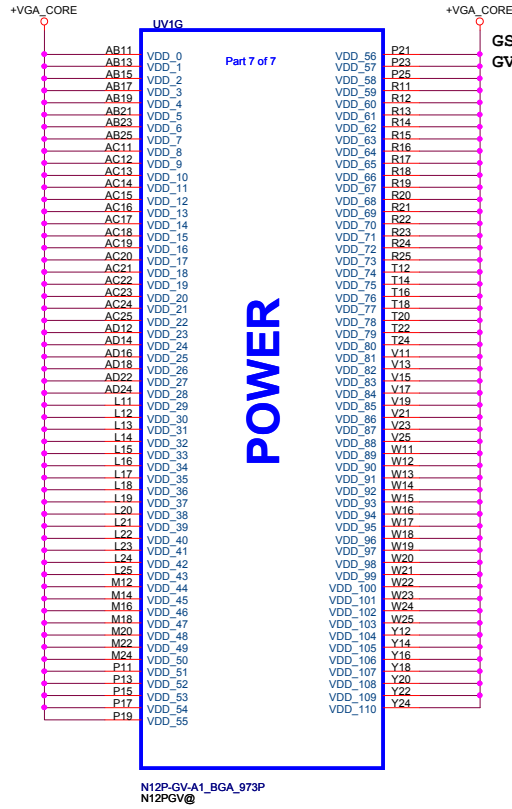 +VGA_CORE +VGA_CORE
UV1G
GS
GV
Part 7 of 7
AB11 VDD_0 VDD_56 P21
AB13 VDD_1 VDD_57 P23
AB15 VDD_2 VDD_58 P25
AB17 VDD_3 VDD_59 R11
AB19 VDD_4 VDD_60 R12
AB21 VDD_5 VDD_61 R13
AB23 VDD_6 VDD_62 R14
AB25 VDD_7 VDD_63 R15
AC11 VDD_8 VDD_64 R16
AC12 VDD_9 VDD_65 R17
AC13 VDD_10 VDD_66 R18
AC14 VDD_11 VDD_67 R19
AC15 VDD_12 VDD_68 R20
AC16 VDD_13 VDD_69 R21
AC17 VDD_14 VDD_70 R22
AC18 VDD_15 VDD_71 R23
AC19 VDD_16 VDD_72 R24
AC20 VDD_17 VDD_73 R25
AC21 VDD_18 VDD_74 T12
AC22 VDD_19 VDD_75 T14
AC23 VDD_20 VDD_76 T16
AC24 VDD_21 VDD_77 T18
AC25 VDD_22 VDD_78 T20
AD12 VDD_23 VDD_79 T22
AD14 VDD_24 VDD_80 T24
AD16 VDD_25 VDD_81 V11
AD18 VDD_26 VDD_82 V13
AD22 VDD_27 VDD_83 V15
AD24 VDD_28 VDD_84 V17
L11 VDD_29 VDD_85 V19
L12 VDD_30 VDD_86 V21
L13 VDD_31 VDD_87 V23
L14 VDD_32 VDD_88 V25
L15 VDD_33 VDD_89 W11
L16 VDD_34 VDD_90 W12
L17 VDD_35 VDD_91 W13
L18 VDD_36 VDD_92 W14
L19 VDD_37 VDD_93 W15
L20 VDD_38 VDD_94 W16
L21 VDD_39 VDD_95 W17
L22 VDD_40 VDD_96 W18
L23 VDD_41 VDD_97 W19
L24 VDD_42 VDD_98 W20
L25 VDD_43 VDD_99 W21
M12 VDD_44 VDD_100 W22
M14 VDD_45 VDD_101 W23
M16 VDD_46 VDD_102 W24
M18 VDD_47 VDD_103 W25
M20 VDD_48 VDD_104 Y12
M22 VDD_49 VDD_105 Y14
M24 VDD_50 VDD_106 Y16
P11 VDD_51 VDD_107 Y18
P13 VDD_52 VDD_108 Y20
P15 VDD_53 VDD_109 Y22
P17 VDD_54 VDD_110 Y24
P19 VDD_55
POWER
N12P-GV-A1_BGA_973P
N12PGV@